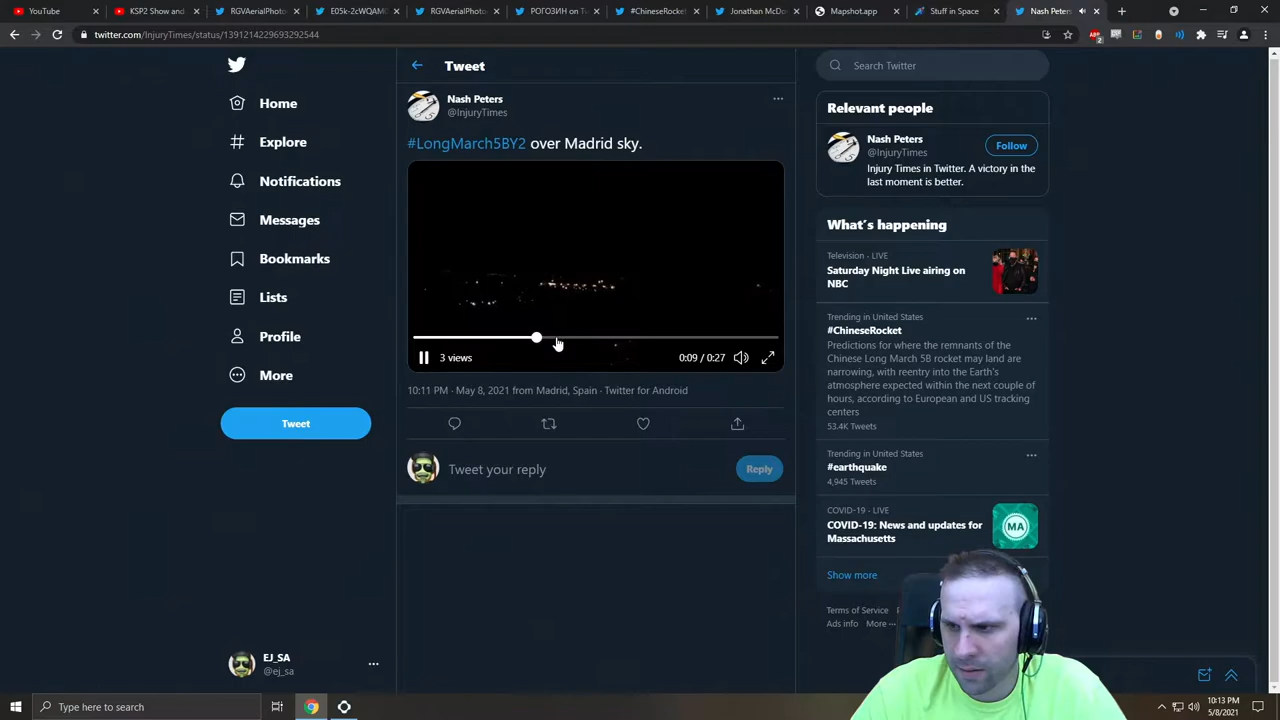 YouTube
KSP2 Show and
RGVAerialPhoto
E05k-2cWQAM
RGVAerialPhoto
РОГОЗИН on Tw
#ChineseRocket
Jonathan McDo
Mapshot.app
Stuff in Space
Nash Peters
twitter.com/InjuryTimes/status/1391214229693292544
Home
Explore
Notifications
Messages
Bookmarks
Lists
Profile
More
Tweet
EJ_SA
@ej_sa
Tweet
Nash Peters
@InjuryTimes
#LongMarch5BY2 over Madrid sky.
3 views
0:09 / 0:27
10:11 PM · May 8, 2021 from Madrid, Spain · Twitter for Android
Tweet your reply
Reply
Search Twitter
Relevant people
Nash Peters
@InjuryTimes
Follow
Injury Times in Twitter. A victory in the
last moment is better.
What's happening
Television · LIVE
Saturday Night Live airing on
NBC
Trending in United States
#ChineseRocket
Predictions for where the remnants of the
Chinese Long March 5B rocket may land are
narrowing, with reentry into the Earth's
atmosphere expected within the next couple of
hours, according to European and US tracking
centers
53.4K Tweets
Trending in United States
#earthquake
4,945 Tweets
COVID-19 · LIVE
COVID-19: News and updates for
Massachusetts
MA
Show more
Terms of Service
Ads info More ···
Type here to search
10:13 PM
5/8/2021